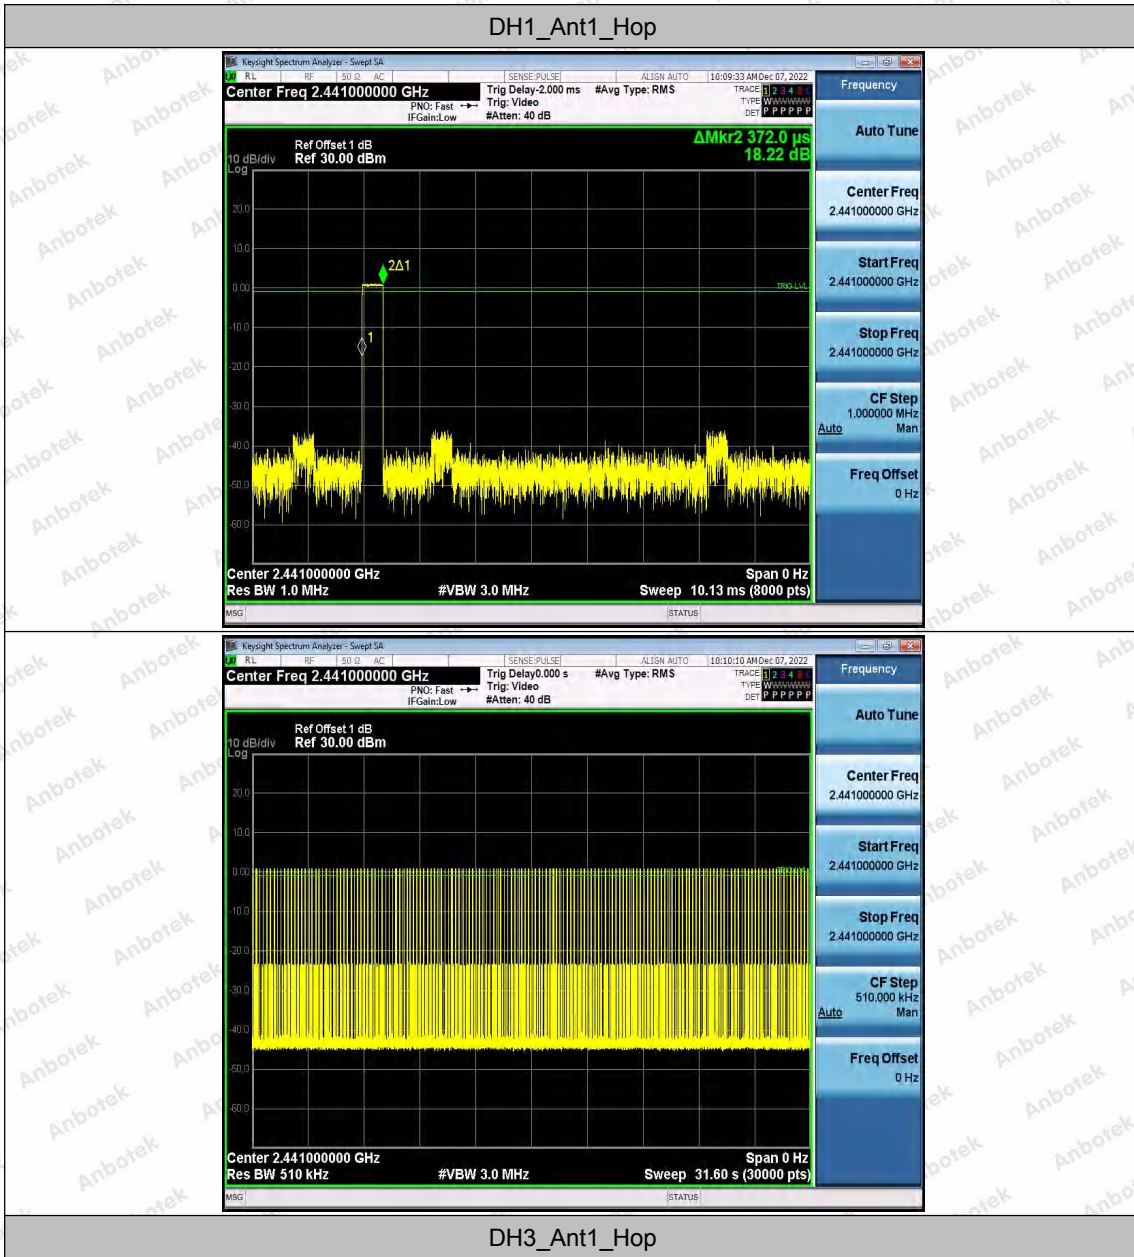 DH1_Ant1_Hop
Keysight Spectrum Analyzer - Swept SA
RL RF 50 Ω AC SENSE:PULSE ALIGN AUTO 10:09:33 AM Dec 07, 2022
Center Freq 2.441000000 GHz
PNO: Fast
IFGain:Low
Trig Delay-2.000 ms
Trig: Video
#Atten: 40 dB
#Avg Type: RMS
TRACE 1 2 3 4 5 6
TYPE WWWWWW
DET P P P P P P
Frequency
ΔMkr2 372.0 µs
18.22 dB
Ref Offset 1 dB
10 dB/div Ref 30.00 dBm
Log
20.0
10.0
0.00
-10.0
-20.0
-30.0
-40.0
-50.0
-60.0
2Δ1
1
TRIG LVL
Auto Tune
Center Freq
2.441000000 GHz
Start Freq
2.441000000 GHz
Stop Freq
2.441000000 GHz
CF Step
1.000000 MHz
Auto Man
Freq Offset
0 Hz
Center 2.441000000 GHz Span 0 Hz
Res BW 1.0 MHz #VBW 3.0 MHz Sweep 10.13 ms (8000 pts)
MSG STATUS
Keysight Spectrum Analyzer - Swept SA
RL RF 50 Ω AC SENSE:PULSE ALIGN AUTO 10:10:10 AM Dec 07, 2022
Center Freq 2.441000000 GHz
PNO: Fast
IFGain:Low
Trig Delay0.000 s
Trig: Video
#Atten: 40 dB
#Avg Type: RMS
TRACE 1 2 3 4 5 6
TYPE WWWWWW
DET P P P P P P
Frequency
Ref Offset 1 dB
10 dB/div Ref 30.00 dBm
Log
20.0
10.0
0.00
-10.0
-20.0
-30.0
-40.0
-50.0
-60.0
TRIG LVL
Auto Tune
Center Freq
2.441000000 GHz
Start Freq
2.441000000 GHz
Stop Freq
2.441000000 GHz
CF Step
510.000 kHz
Auto Man
Freq Offset
0 Hz
Center 2.441000000 GHz Span 0 Hz
Res BW 510 kHz #VBW 3.0 MHz Sweep 31.60 s (30000 pts)
MSG STATUS
DH3_Ant1_Hop
Anbotek